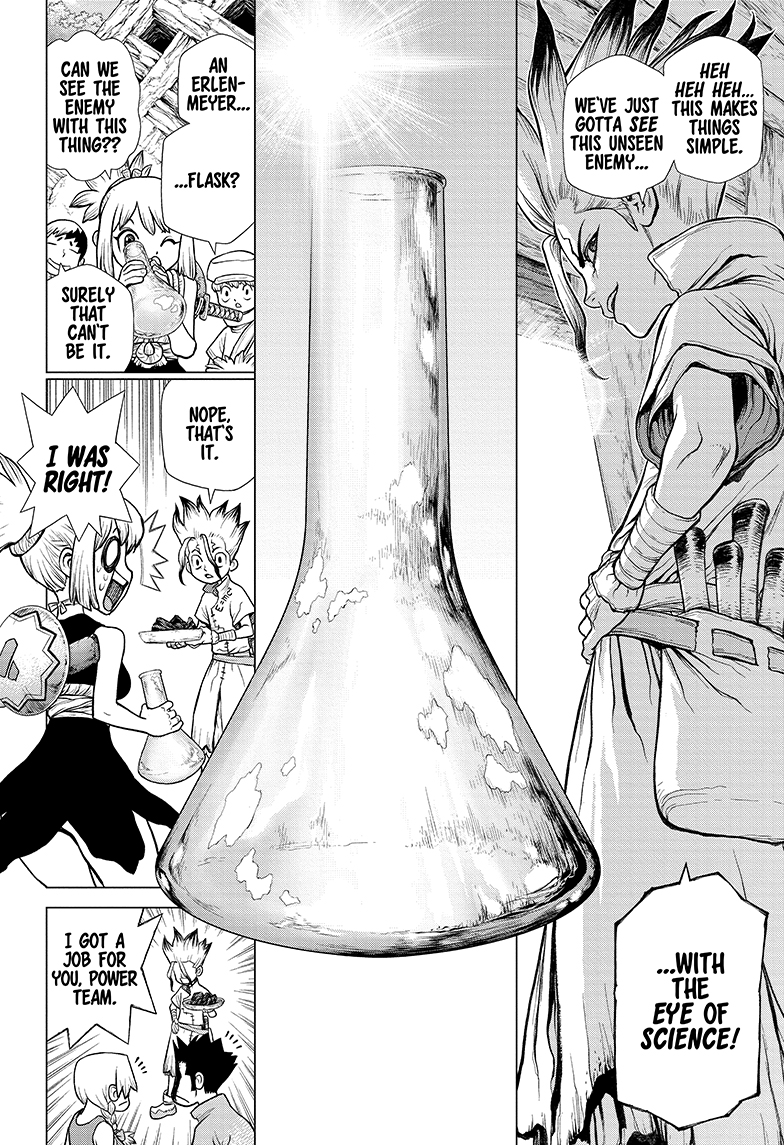 HEH
HEH HEH...
THIS MAKES
THINGS
SIMPLE.
WE'VE JUST
GOTTA SEE
THIS UNSEEN
ENEMY...
...WITH
THE
EYE OF
SCIENCE!
AN
ERLEN-
MEYER...
...FLASK?
CAN WE
SEE THE
ENEMY
WITH THIS
THING??
SURELY
THAT
CAN'T
BE IT.
NOPE,
THAT'S
IT.
I WAS
RIGHT!
E=mc²
I GOT A
JOB FOR
YOU, POWER
TEAM.